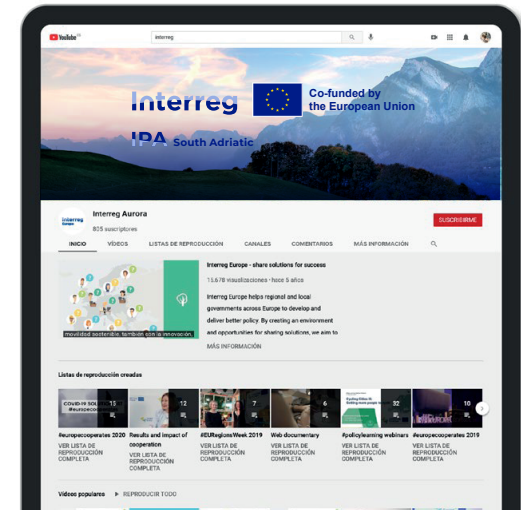 YouTube ES
interreg
Interreg
Co-funded by
the European Union
IPA South Adriatic
interreg
Europe
Interreg Aurora
805 suscriptores
SUSCRIBIRME
INICIO VÍDEOS LISTAS DE REPRODUCCIÓN CANALES COMENTARIOS MÁS INFORMACIÓN
Interreg Europe - share solutions for success
15.678 visualizaciones · hace 5 años
Interreg Europe helps regional and local
governments across Europe to develop and
deliver better policy. By creating an environment
and opportunities for sharing solutions, we aim to
MÁS INFORMACIÓN
movilidad sostenible, también con la innovación.
Listas de reproducción creadas
COVID-19
#europecoop
13
12
7
6
32
10
#europecooperates 2020
VER LISTA DE
REPRODUCCIÓN
COMPLETA
Results and impact of
cooperation
VER LISTA DE
REPRODUCCIÓN
COMPLETA
#EURegionsWeek 2019
VER LISTA DE
REPRODUCCIÓN
COMPLETA
Web documentary
VER LISTA DE
REPRODUCCIÓN
COMPLETA
#policylearning webinars
VER LISTA DE
REPRODUCCIÓN
COMPLETA
#europecooperates 2019
VER LISTA DE
REPRODUCCIÓN
COMPLETA
Vídeos populares REPRODUCIR TODO